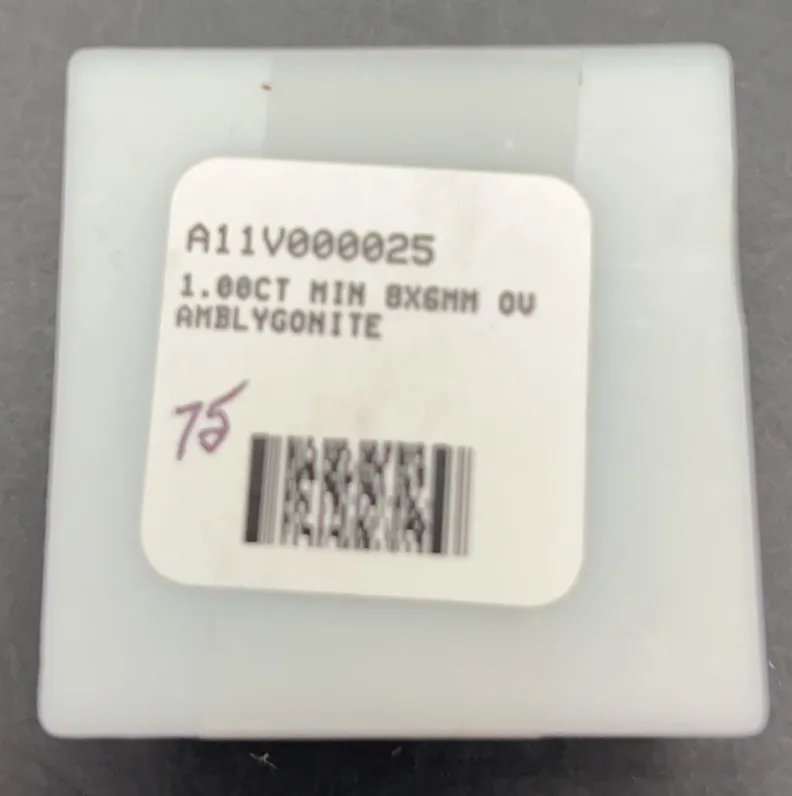 A11V000025
1.00CT MIN 8X6MM OV
AMBLYGONITE
75